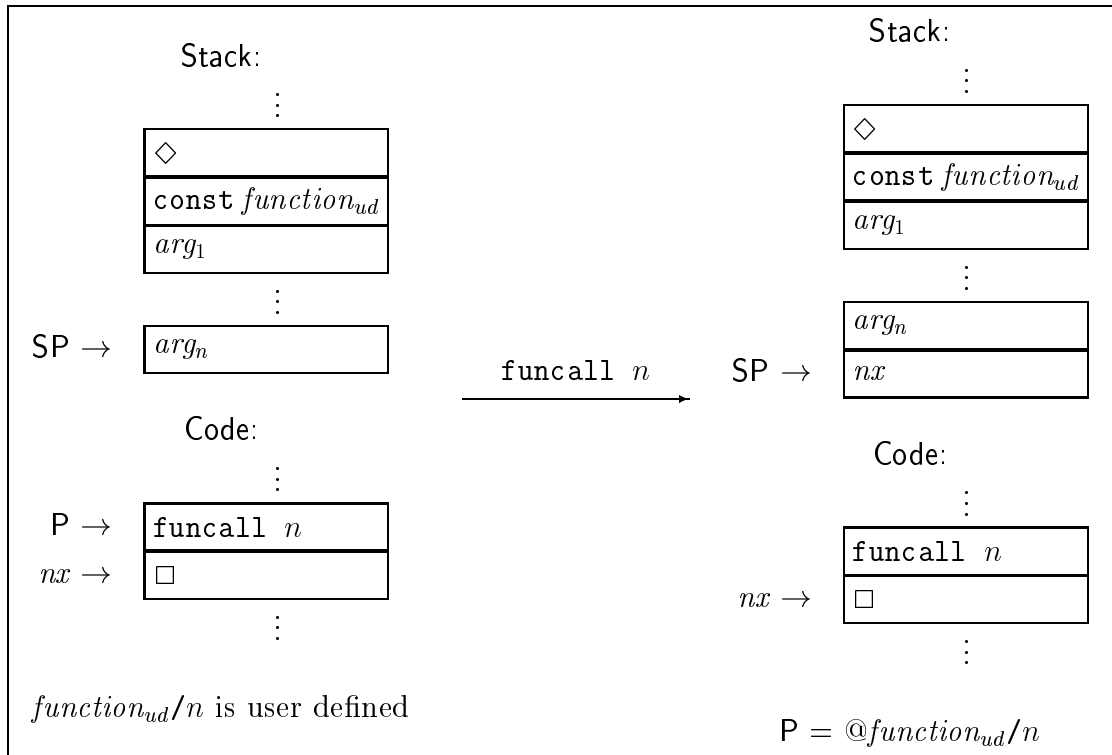 Stack:
⋮
◇
const function_ud
arg_1
⋮
SP → arg_n
Code:
⋮
P → funcall n
nx → □
⋮
function_ud/n is user defined
funcall n
Stack:
⋮
◇
const function_ud
arg_1
⋮
arg_n
SP → nx
Code:
⋮
funcall n
nx → □
⋮
P = @function_ud/n